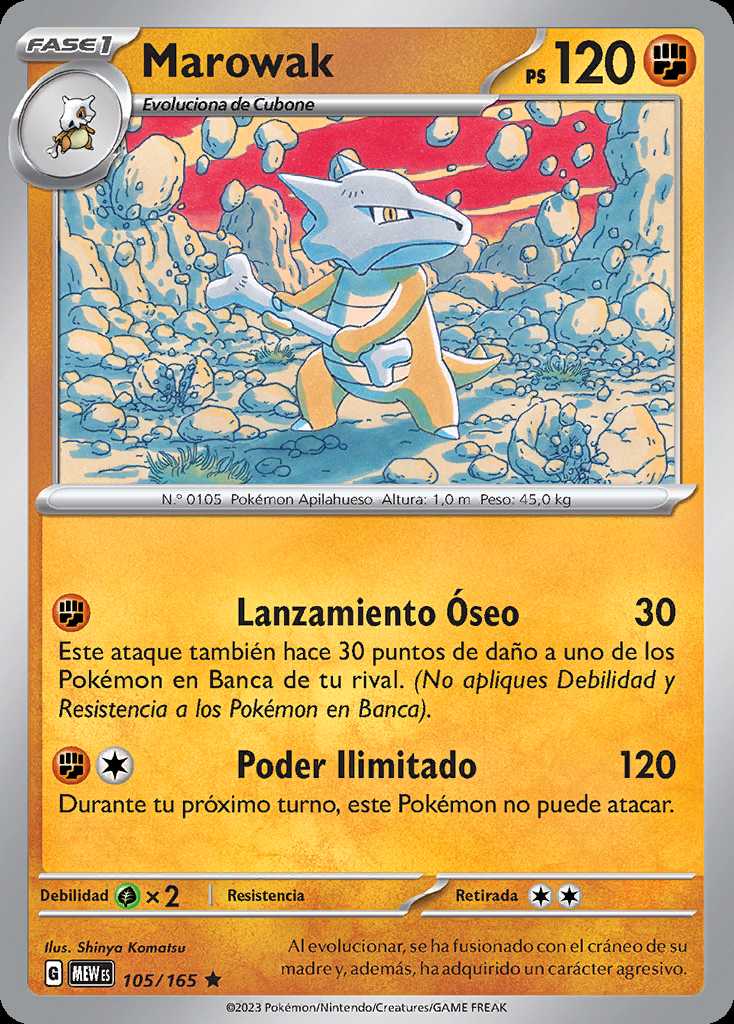 FASE 1
Marowak
PS 120
Evoluciona de Cubone
N.º 0105 Pokémon Apilahueso Altura: 1,0 m Peso: 45,0 kg
Lanzamiento Óseo 30
Este ataque también hace 30 puntos de daño a uno de los
Pokémon en Banca de tu rival. (No apliques Debilidad y
Resistencia a los Pokémon en Banca).
Poder Ilimitado 120
Durante tu próximo turno, este Pokémon no puede atacar.
Debilidad ×2 Resistencia Retirada
Ilus. Shinya Komatsu
G MEW ES 105/165
Al evolucionar, se ha fusionado con el cráneo de su
madre y, además, ha adquirido un carácter agresivo.
©2023 Pokémon/Nintendo/Creatures/GAME FREAK